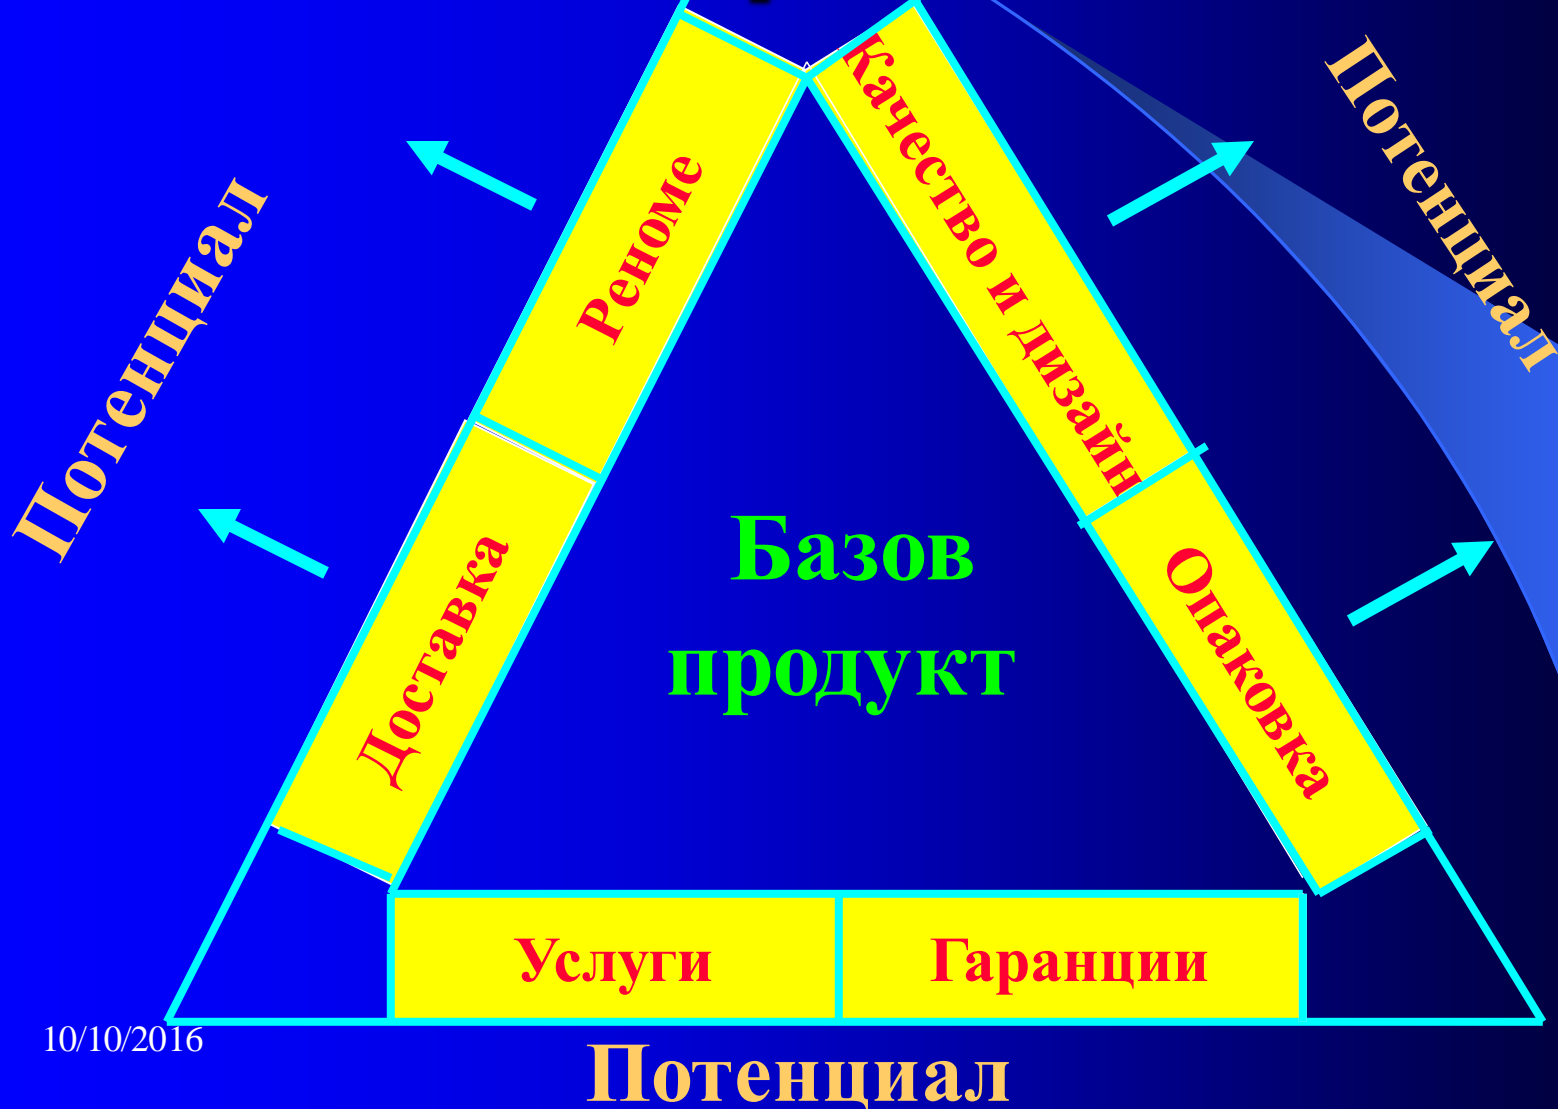 Потенциал
Реноме
Качество и дизайн
Потенциал
Доставка
Базов
продукт
Опаковка
Услуги
Гаранции
10/10/2016
Потенциал